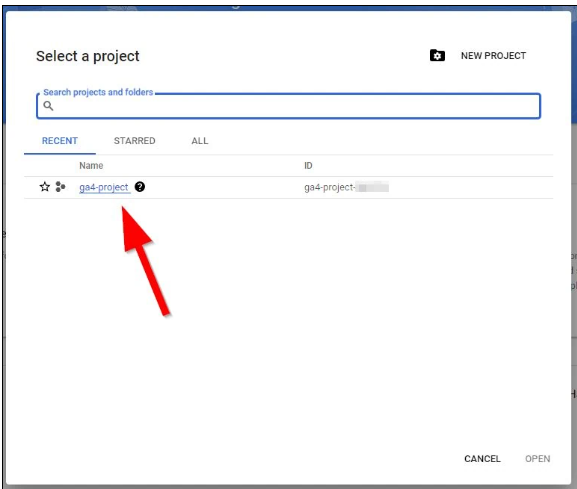 Select a project
NEW PROJECT
Search projects and folders
RECENT STARRED ALL
Name ID
ga4-project ga4-project-
CANCEL OPEN